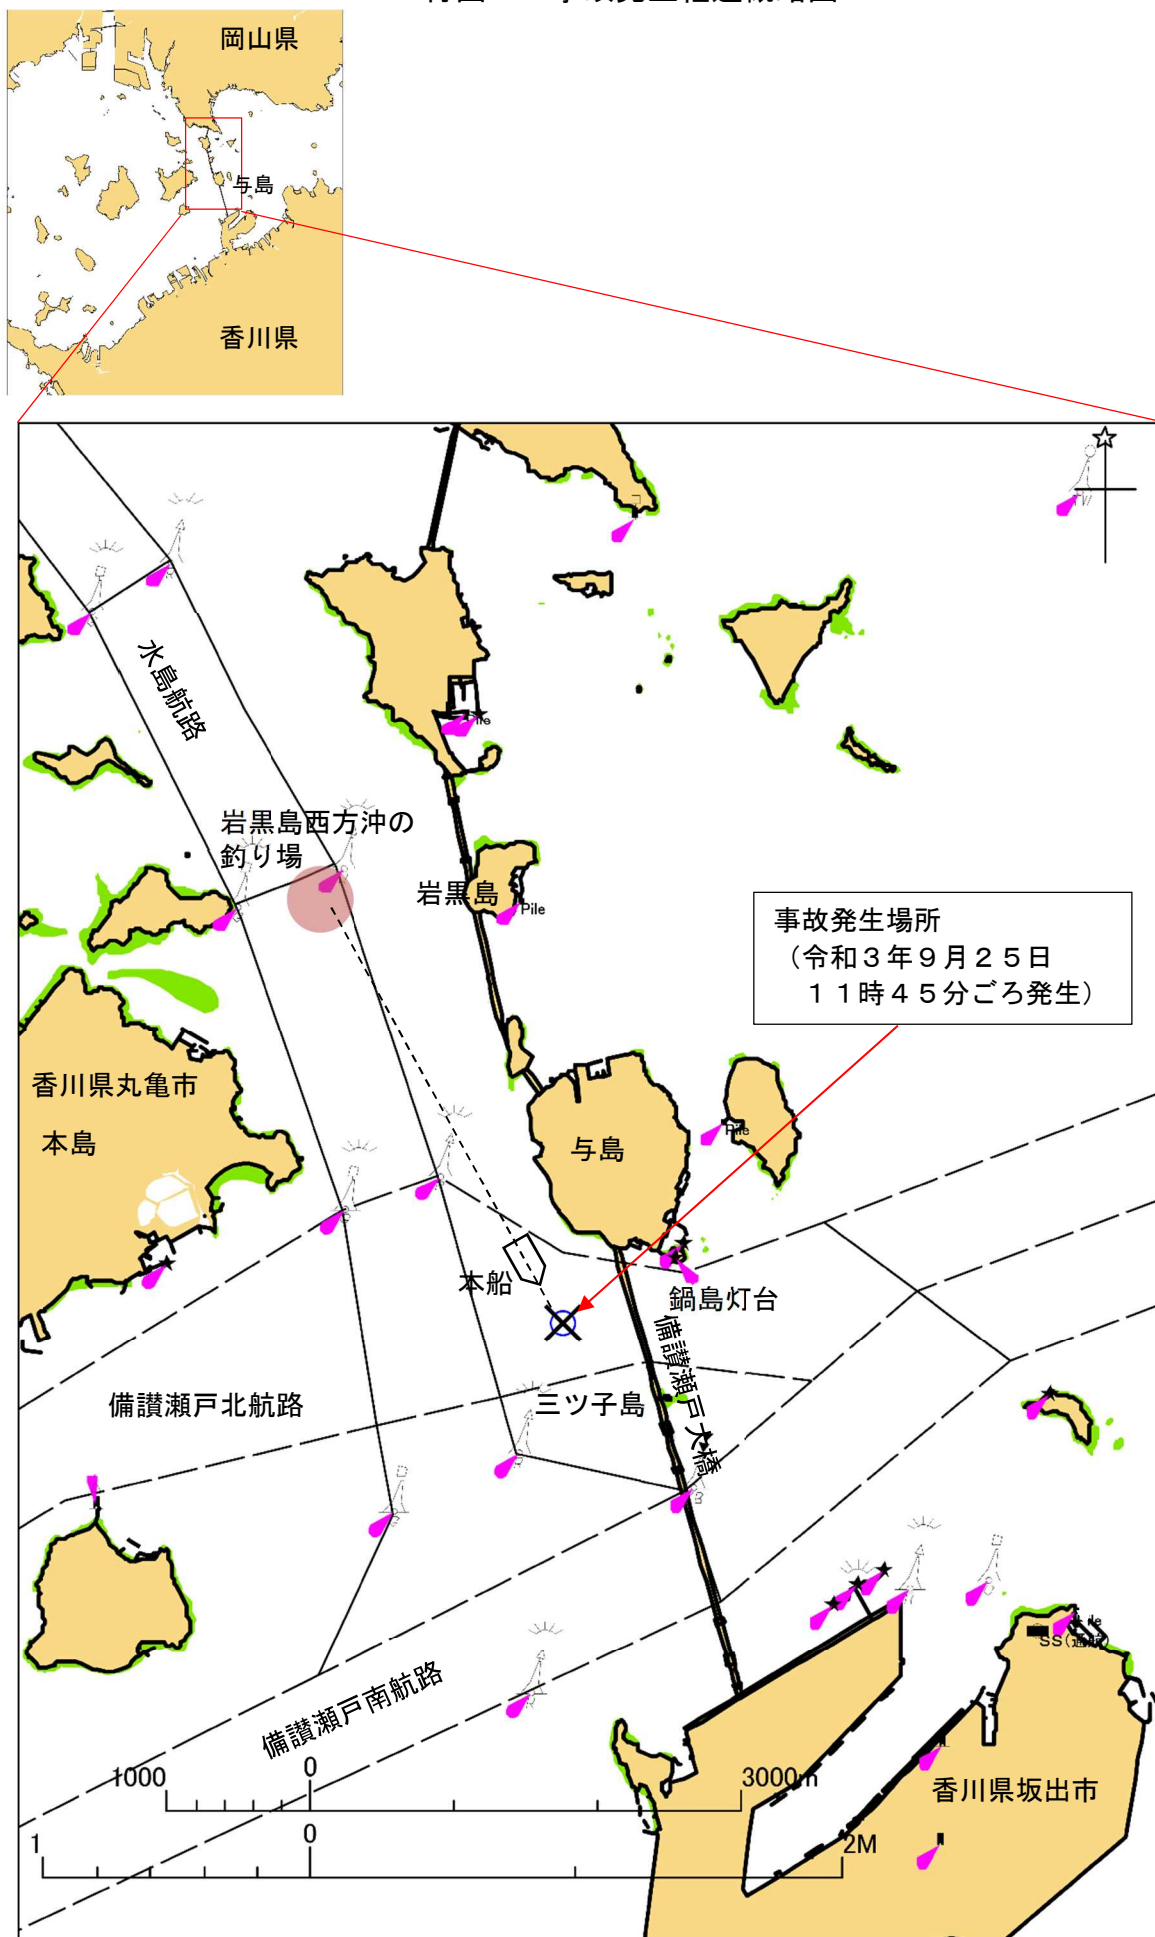 岡山県
与島
香川県
水島航路
岩黒島西方沖の
釣り場
岩黒島
Pile
事故発生場所
（令和３年９月２５日
１１時４５分ごろ発生）
香川県丸亀市
本島
与島
Pile
本船
鍋島灯台
備讃瀬戸大橋
備讃瀬戸北航路
三ツ子島
備讃瀬戸南航路
SS(通航)
香川県坂出市
1000
0
3000m
1
0
2M